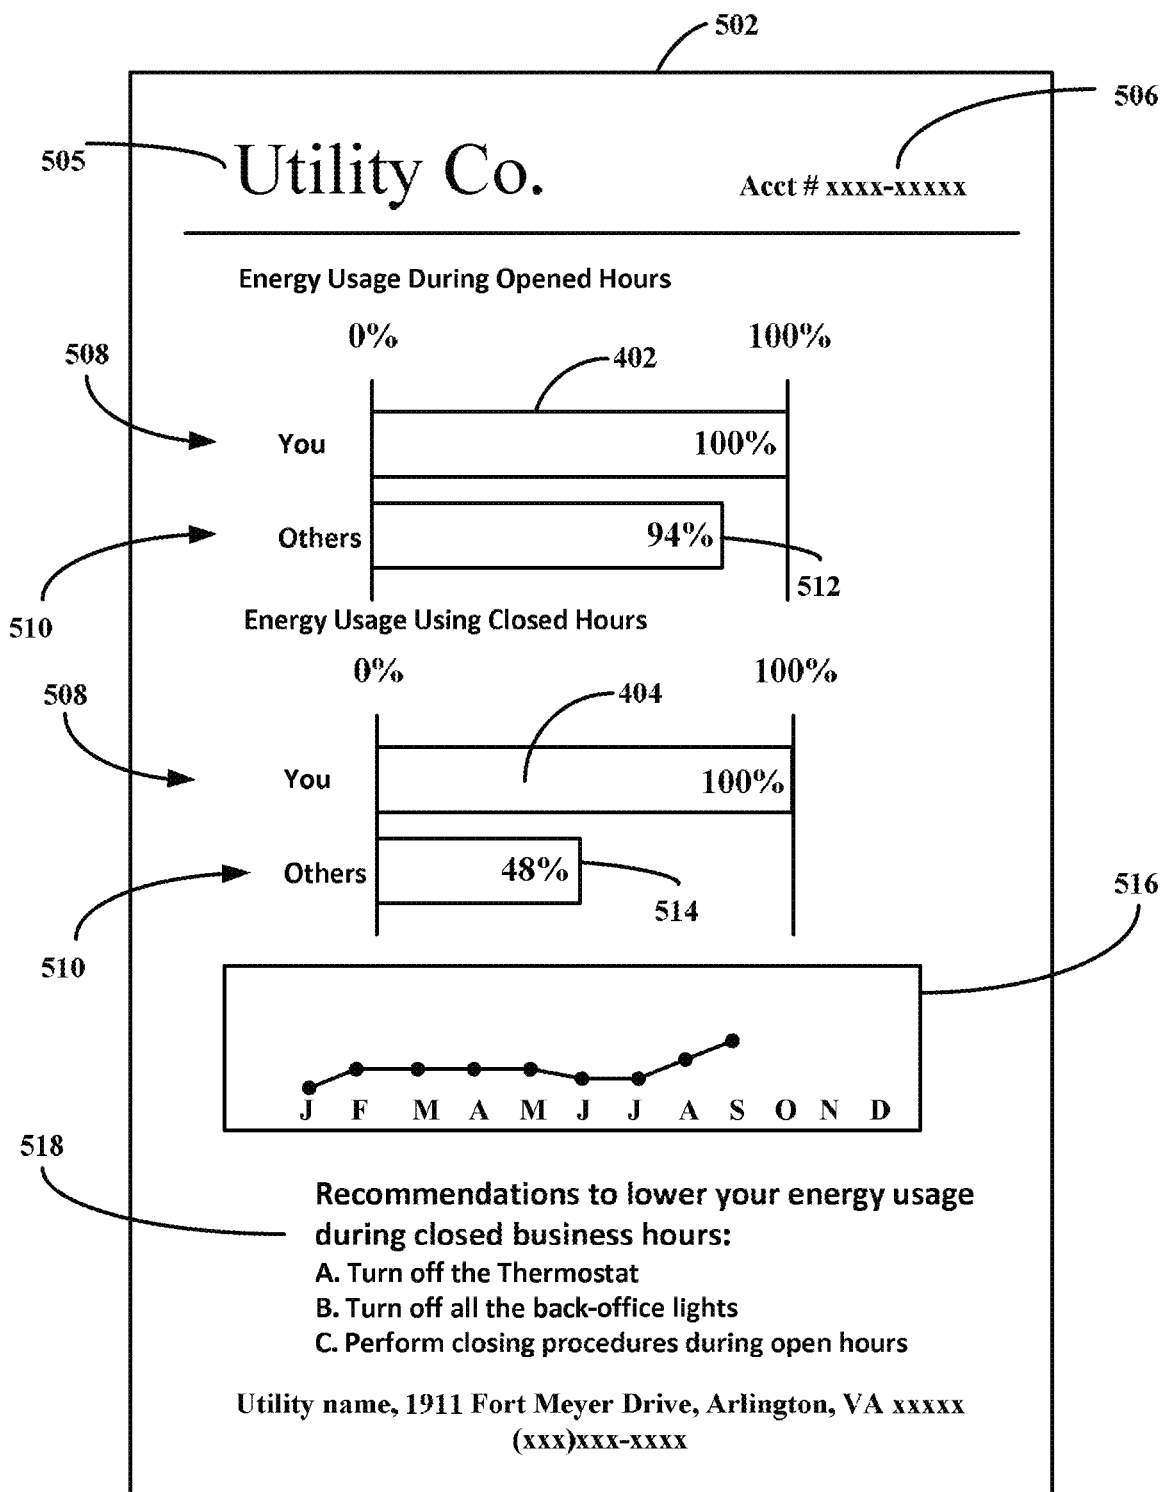 502
506
505
Utility Co.
Acct # xxxx-xxxxx
Energy Usage During Opened Hours
0% 100%
508
402
You 100%
Others 94%
512
510
Energy Usage Using Closed Hours
0% 100%
508
404
You 100%
Others 48%
514
516
510
J F M A M J J A S O N D
518
Recommendations to lower your energy usage
during closed business hours:
A. Turn off the Thermostat
B. Turn off all the back-office lights
C. Perform closing procedures during open hours
Utility name, 1911 Fort Meyer Drive, Arlington, VA xxxxx
(xxx)xxx-xxxx